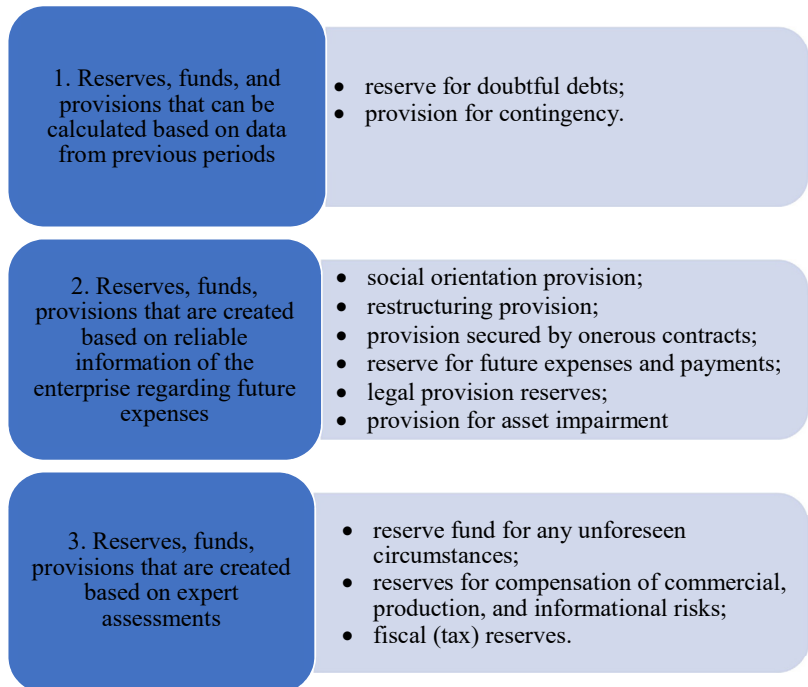 1. Reserves, funds, and
provisions that can be
calculated based on data
from previous periods
• reserve for doubtful debts;
• provision for contingency.
2. Reserves, funds,
provisions that are created
based on reliable
information of the
enterprise regarding future
expenses
• social orientation provision;
• restructuring provision;
• provision secured by onerous contracts;
• reserve for future expenses and payments;
• legal provision reserves;
• provision for asset impairment
3. Reserves, funds,
provisions that are created
based on expert
assessments
• reserve fund for any unforeseen
circumstances;
• reserves for compensation of commercial,
production, and informational risks;
• fiscal (tax) reserves.